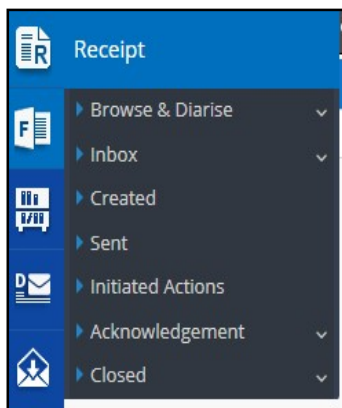 R
Receipt
Browse & Diarise
F
Inbox
Created
Sent
D
Initiated Actions
Acknowledgement
Closed